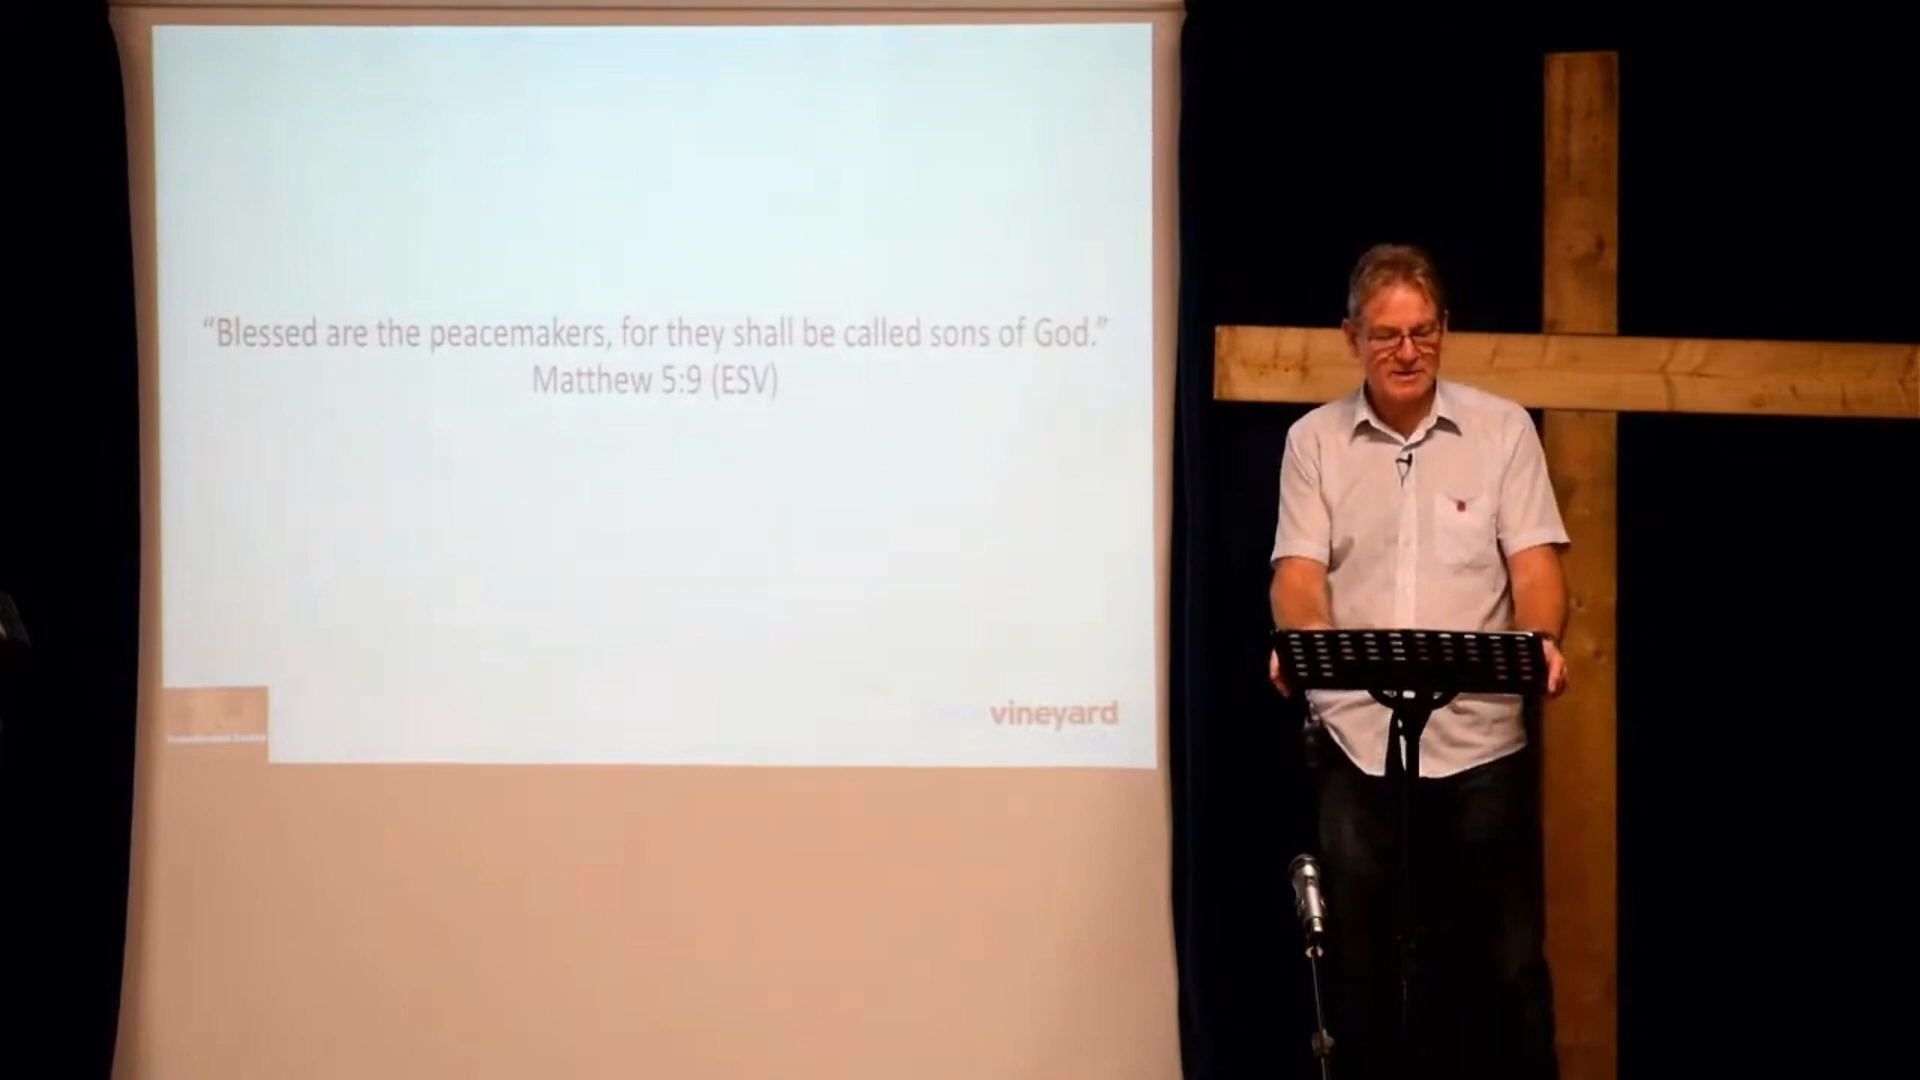 “Blessed are the peacemakers, for they shall be called sons of God.”
Matthew 5:9 (ESV)
vineyard